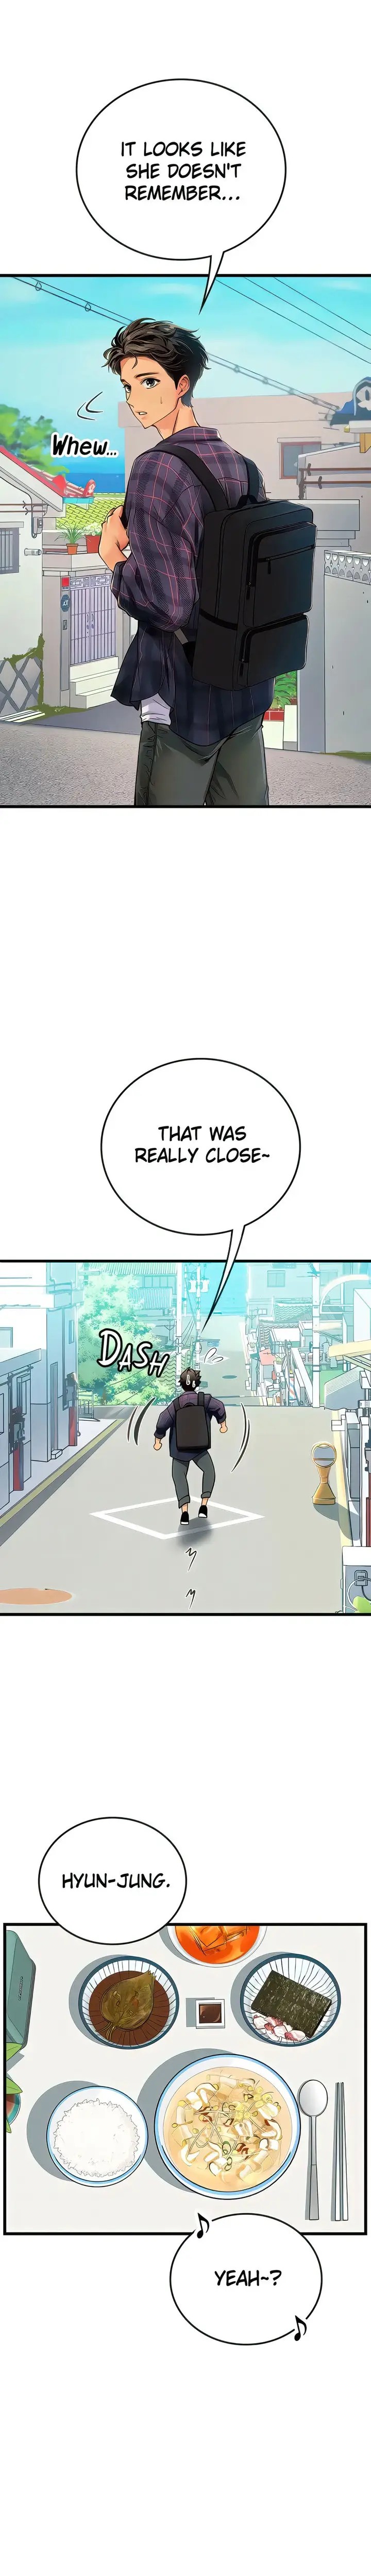 IT LOOKS LIKE
SHE DOESN'T
REMEMBER...
Whew...
THAT WAS
REALLY CLOSE~
DASH
HYUN-JUNG.
YEAH~?